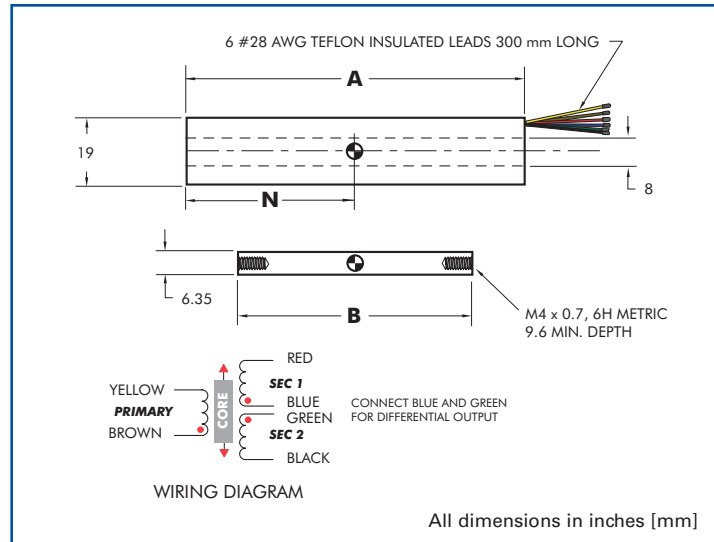 6 #28 AWG TEFLON INSULATED LEADS 300 mm LONG
A
19
N
8
6.35
B
M4 x 0.7, 6H METRIC
9.6 MIN. DEPTH
RED
YELLOW
SEC 1
PRIMARY
CORE
BLUE
CONNECT BLUE AND GREEN
GREEN
FOR DIFFERENTIAL OUTPUT
BROWN
SEC 2
BLACK
WIRING DIAGRAM
All dimensions in inches [mm]